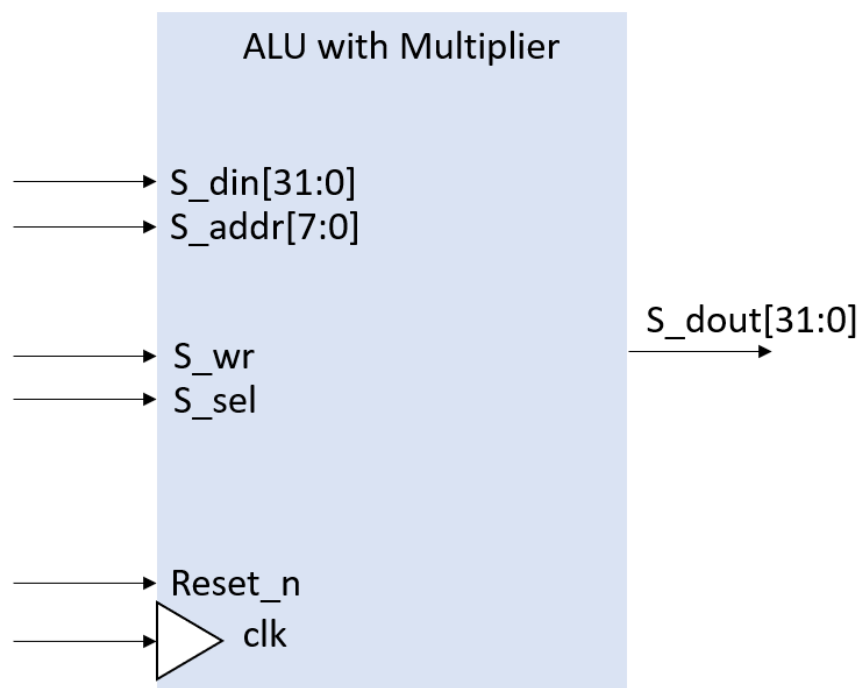 ALU with Multiplier
S_din[31:0]
S_addr[7:0]
S_dout[31:0]
S_wr
S_sel
Reset_n
clk